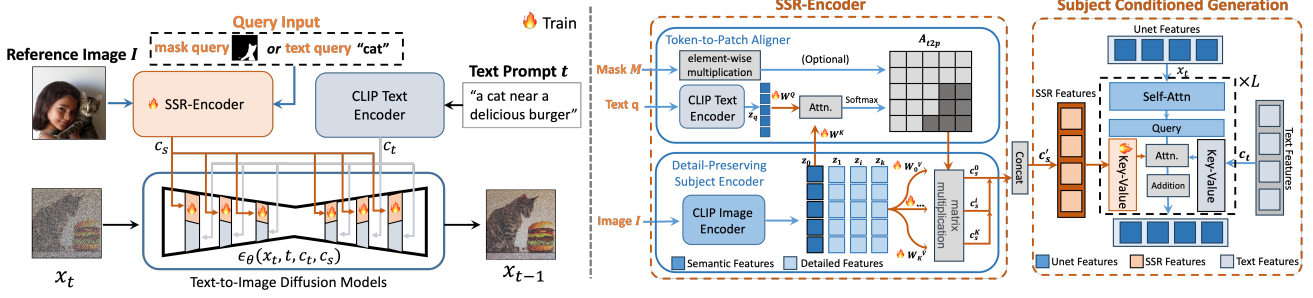 Query Input
🔥 Train
mask query or text query “cat”
Reference Image I
SSR-Encoder
CLIP Text
Encoder
Text Prompt t
“a cat near a
delicious burger”
c_s
c_t
ϵ_θ(x_t, t, c_t, c_s)
x_t
x_{t-1}
Text-to-Image Diffusion Models
SSR-Encoder
Token-to-Patch Aligner
A_{t2p}
Mask M
element-wise
multiplication
(Optional)
Text q
CLIP Text
Encoder
z_q
W^Q
Attn.
Softmax
W^K
Detail-Preserving
Subject Encoder
z_0
z_1
z_i
z_k
Image I
CLIP Image
Encoder
W_0^V
...
W_K^V
matrix
multiplication
c_s^0
c_s^i
c_s^K
Semantic Features
Detailed Features
Concat
c_s'
Subject Conditioned Generation
Unet Features
x_t
×L
SSR Features
Self-Attn
Query
Key-Value
Attn.
Addition
Key-Value
c_t
Text Features
Unet Features
SSR Features
Text Features